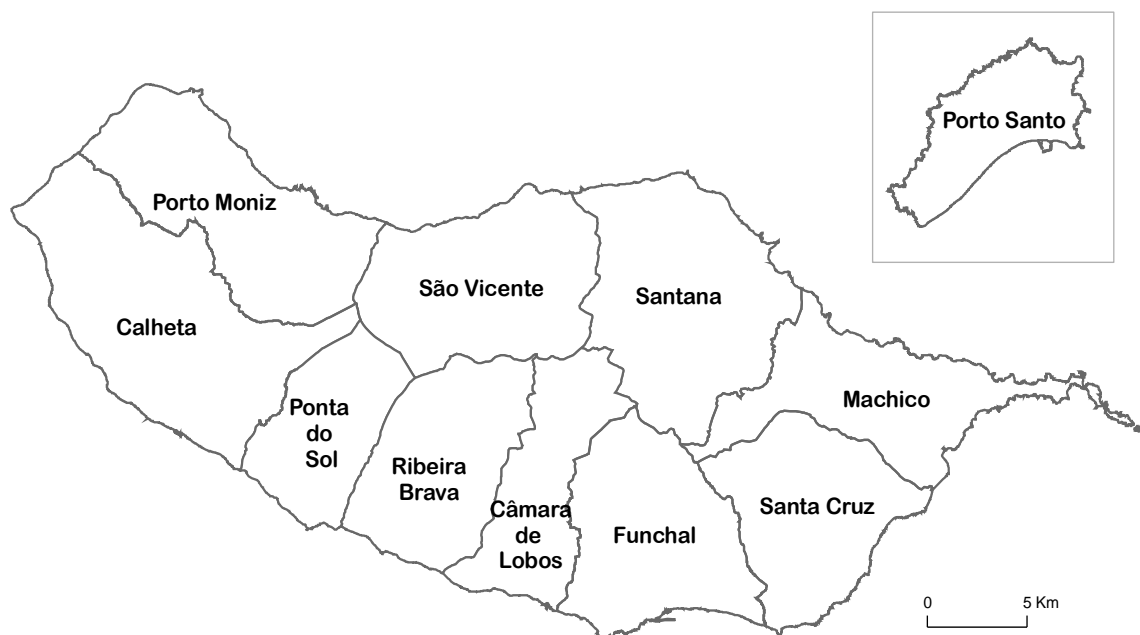 Porto Santo
Porto Moniz
São Vicente
Santana
Calheta
Machico
Ponta
do
Sol
Ribeira
Brava
Câmara
de
Lobos
Funchal
Santa Cruz
0 5 Km